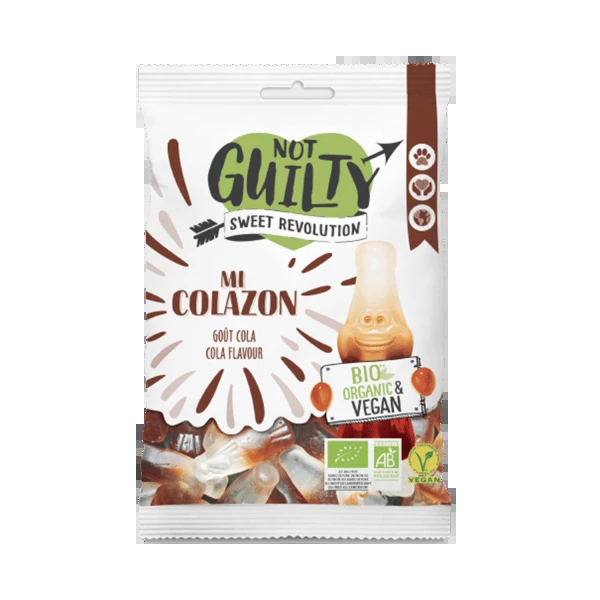 NOT
GUILTY
SWEET REVOLUTION
MI
COLAZON
GOÛT COLA
COLA FLAVOUR
BIO
ORGANIC &
VEGAN
AB
VEGAN